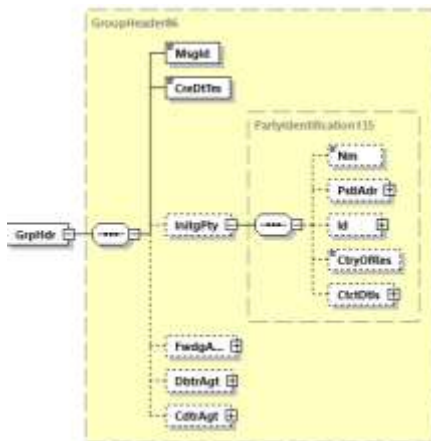 GroupHeader86
MsgId
CreDtTm
PartyIdentification135
Nm
PstlAdr
GrpHdr
InitgPty
Id
CtryOfRes
CtctDtls
FwdgA...
DbtrAgt
CdtrAgt